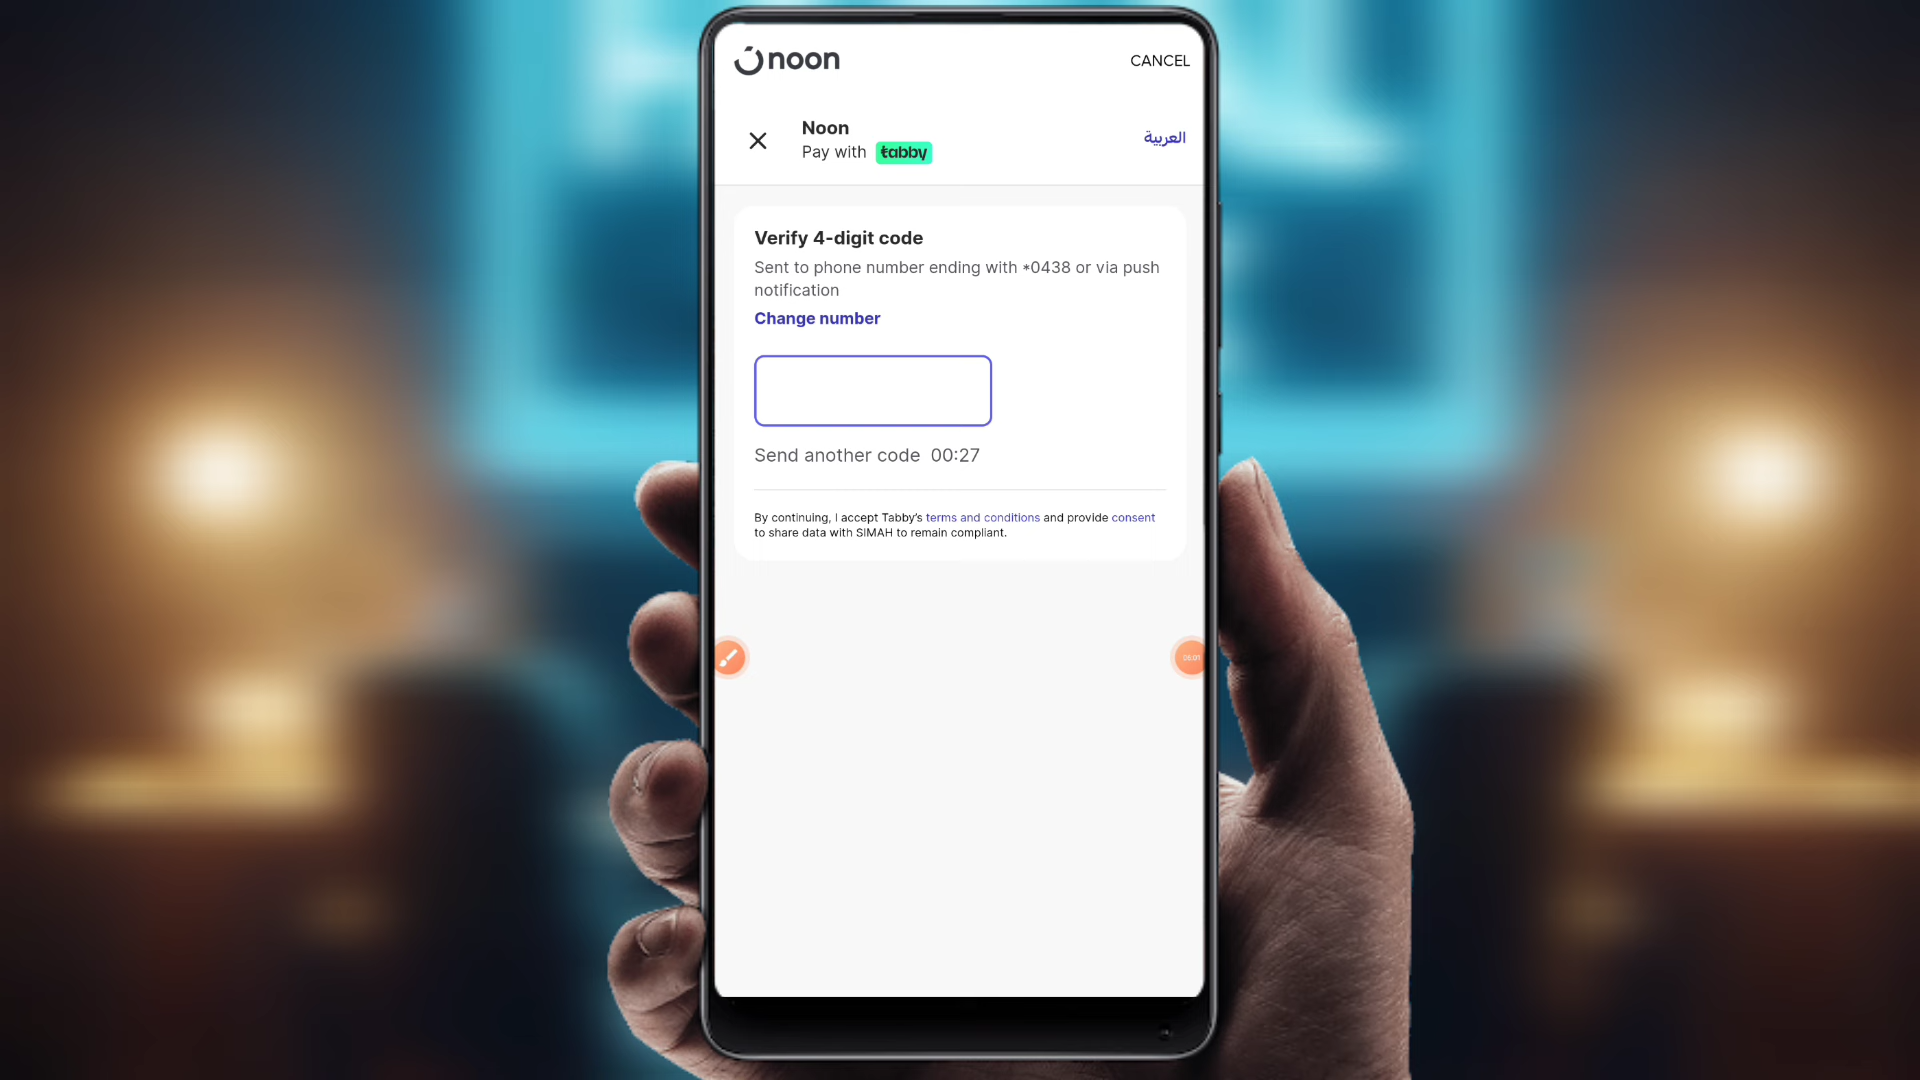 noon
CANCEL
Noon
Pay with tabby
العربية
Verify 4-digit code
Sent to phone number ending with *0438 or via push
notification
Change number
Send another code 00:27
By continuing, I accept Tabby's terms and conditions and provide consent
to share data with SIMAH to remain compliant.